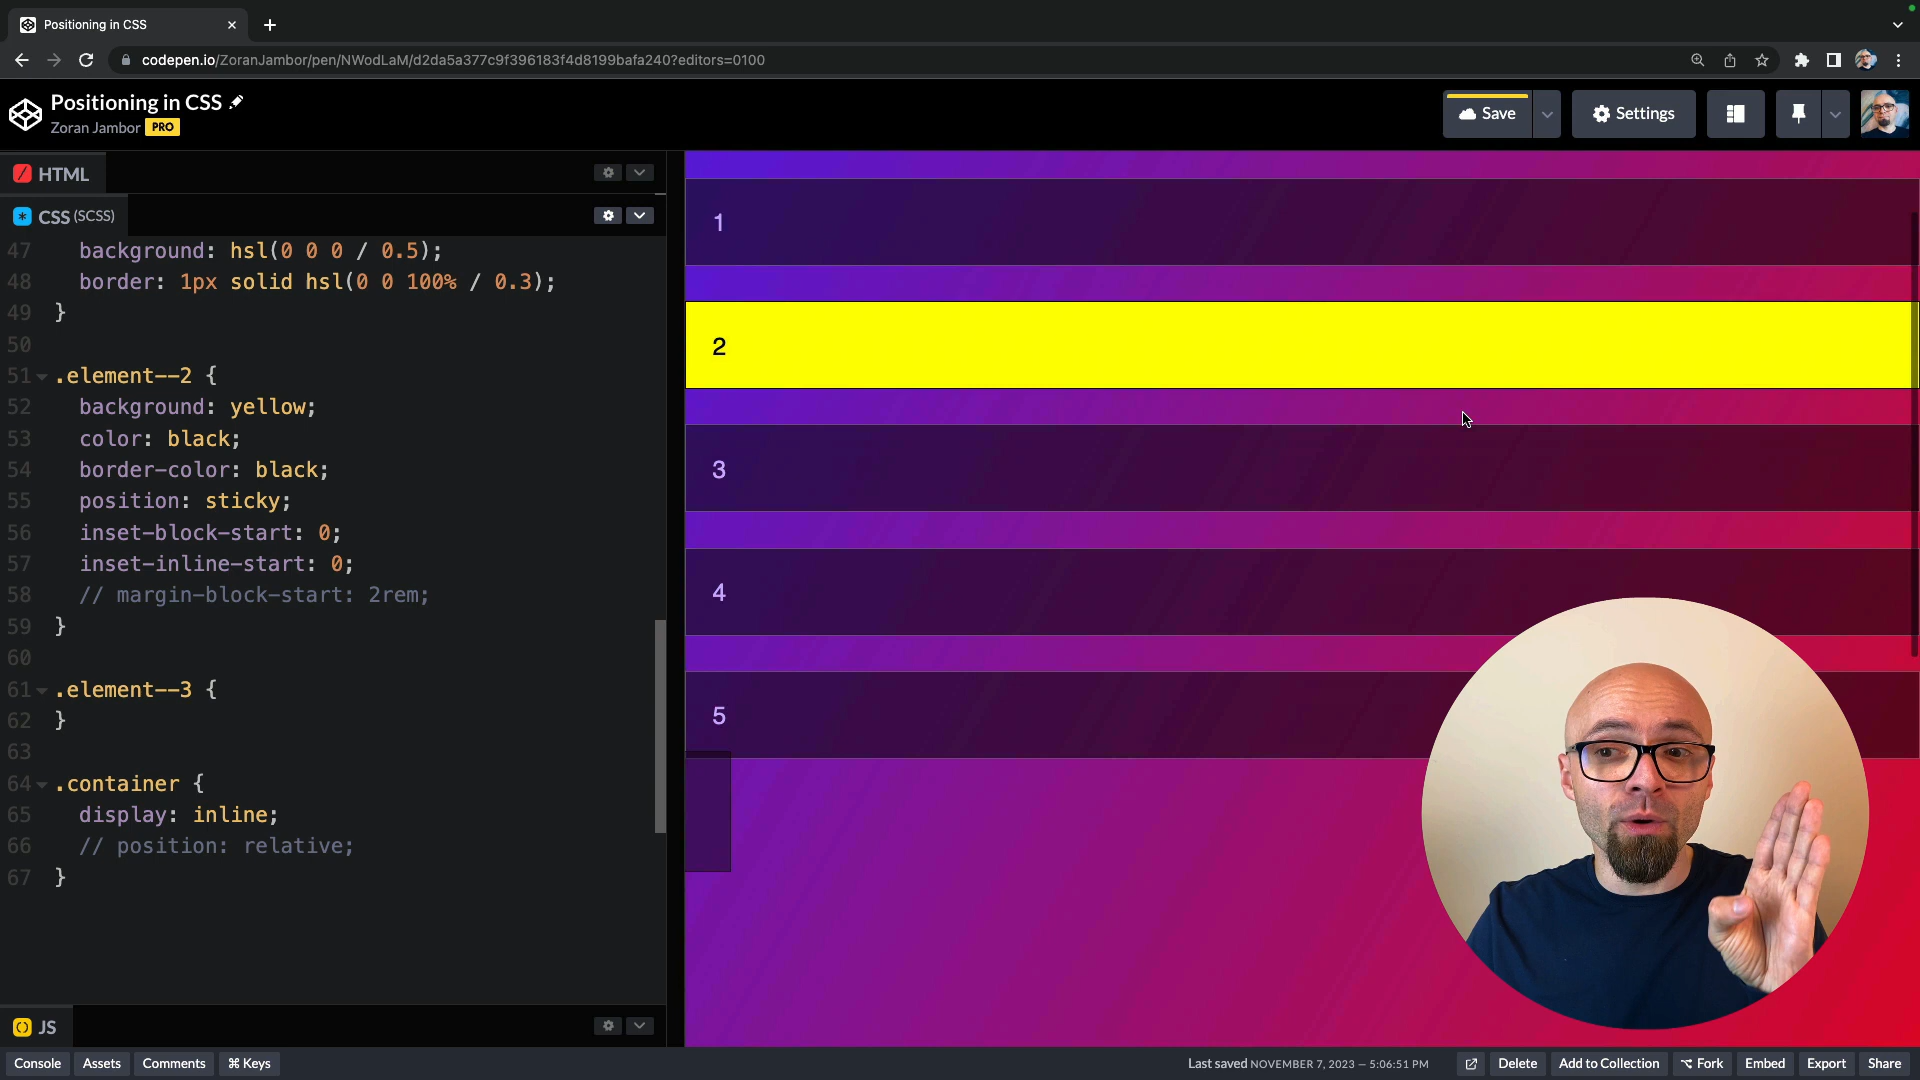 Positioning in CSS
codepen.io/ZoranJambor/pen/NWodLaM/d2da5a377c9f396183f4d8199bafa240?editors=0100
Positioning in CSS
Zoran Jambor PRO
Save
Settings
HTML
CSS (SCSS)
47 background: hsl(0 0 0 / 0.5);
48 border: 1px solid hsl(0 0 100% / 0.3);
49 }
50
51 .element--2 {
52 background: yellow;
53 color: black;
54 border-color: black;
55 position: sticky;
56 inset-block-start: 0;
57 inset-inline-start: 0;
58 // margin-block-start: 2rem;
59 }
60
61 .element--3 {
62 }
63
64 .container {
65 display: inline;
66 // position: relative;
67 }
1
2
3
4
5
JS
Console Assets Comments ⌘ Keys
Last saved NOVEMBER 7, 2023 — 5:06:51 PM
Delete Add to Collection ⌥ Fork Embed Export Share